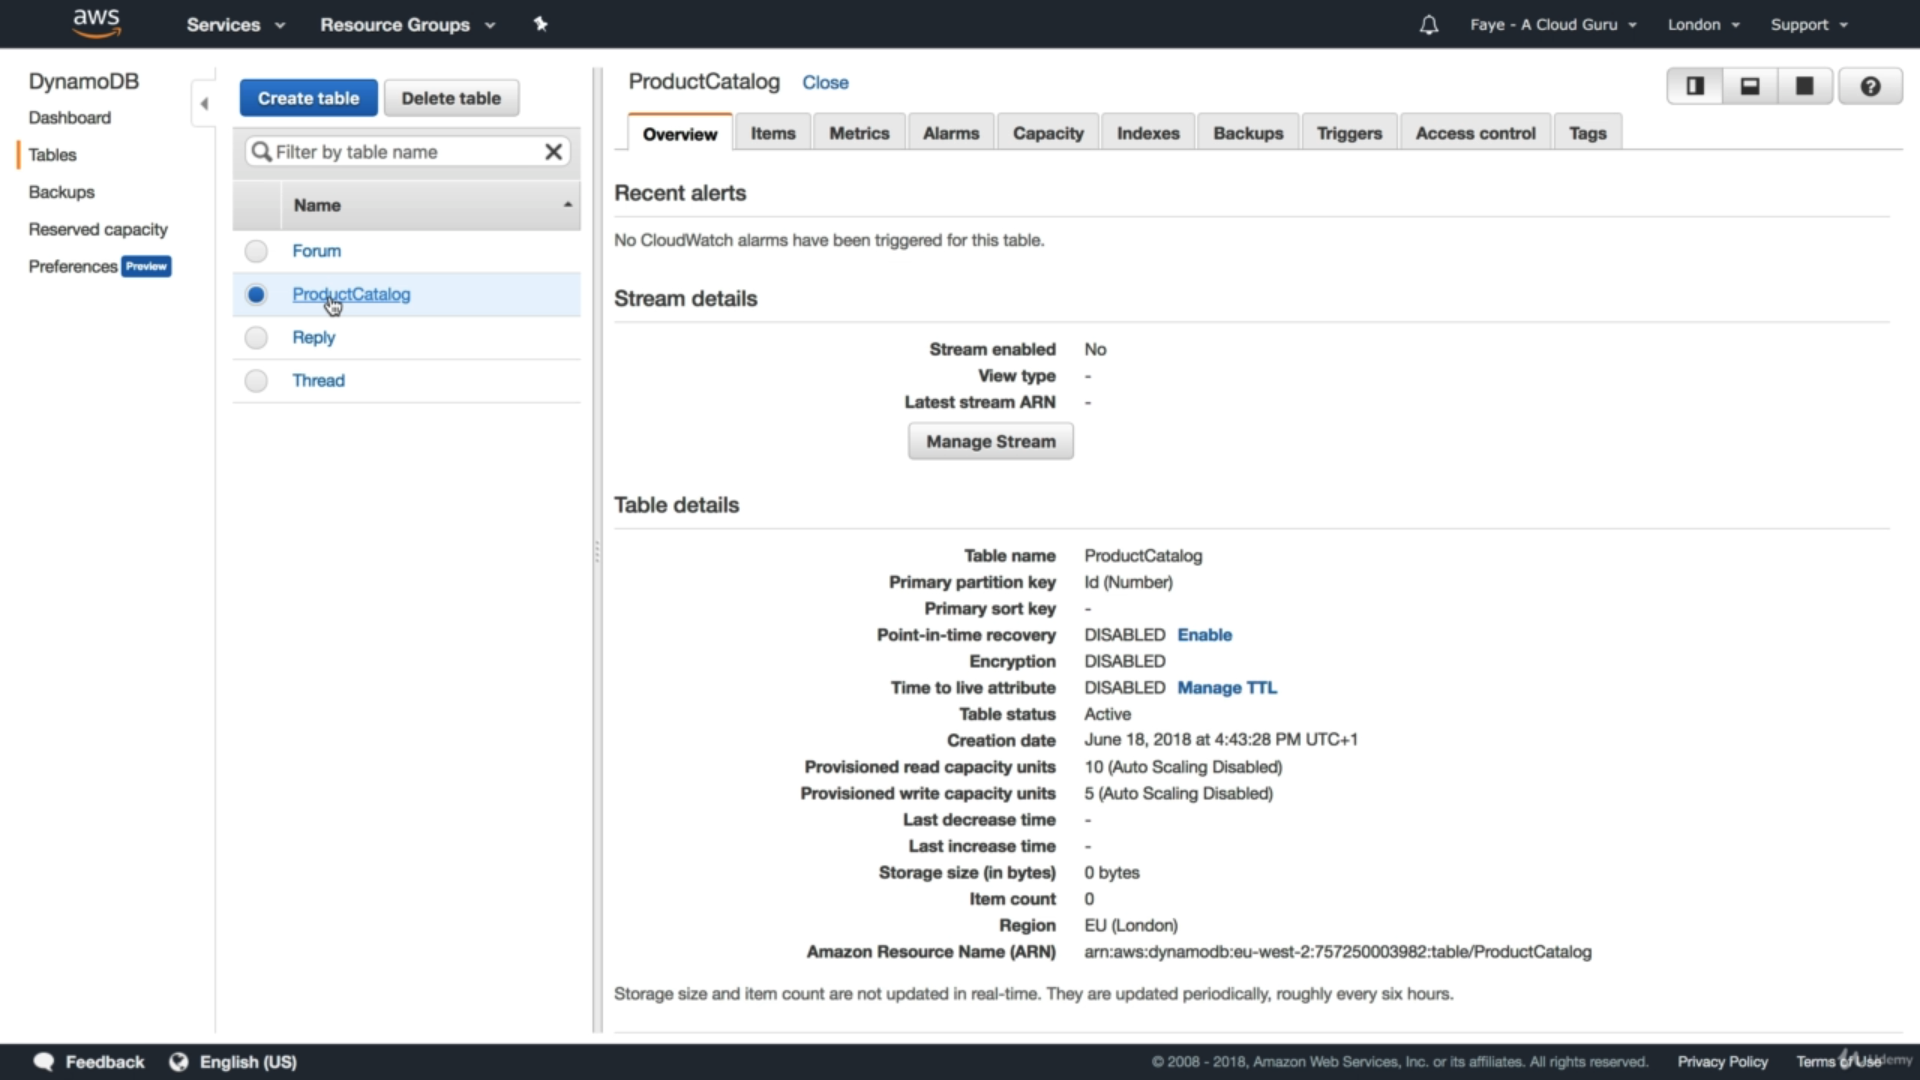 aws Services Resource Groups Faye - A Cloud Guru London Support
DynamoDB
Dashboard
Tables
Backups
Reserved capacity
Preferences Preview
Create table Delete table
Filter by table name
Name
Forum
ProductCatalog
Reply
Thread
ProductCatalog Close
Overview Items Metrics Alarms Capacity Indexes Backups Triggers Access control Tags
Recent alerts
No CloudWatch alarms have been triggered for this table.
Stream details
Stream enabled No
View type -
Latest stream ARN -
Manage Stream
Table details
Table name ProductCatalog
Primary partition key Id (Number)
Primary sort key -
Point-in-time recovery DISABLED Enable
Encryption DISABLED
Time to live attribute DISABLED Manage TTL
Table status Active
Creation date June 18, 2018 at 4:43:28 PM UTC+1
Provisioned read capacity units 10 (Auto Scaling Disabled)
Provisioned write capacity units 5 (Auto Scaling Disabled)
Last decrease time -
Last increase time -
Storage size (in bytes) 0 bytes
Item count 0
Region EU (London)
Amazon Resource Name (ARN) arn:aws:dynamodb:eu-west-2:757250003982:table/ProductCatalog
Storage size and item count are not updated in real-time. They are updated periodically, roughly every six hours.
Feedback English (US) © 2008 - 2018, Amazon Web Services, Inc. or its affiliates. All rights reserved. Privacy Policy Terms of Use